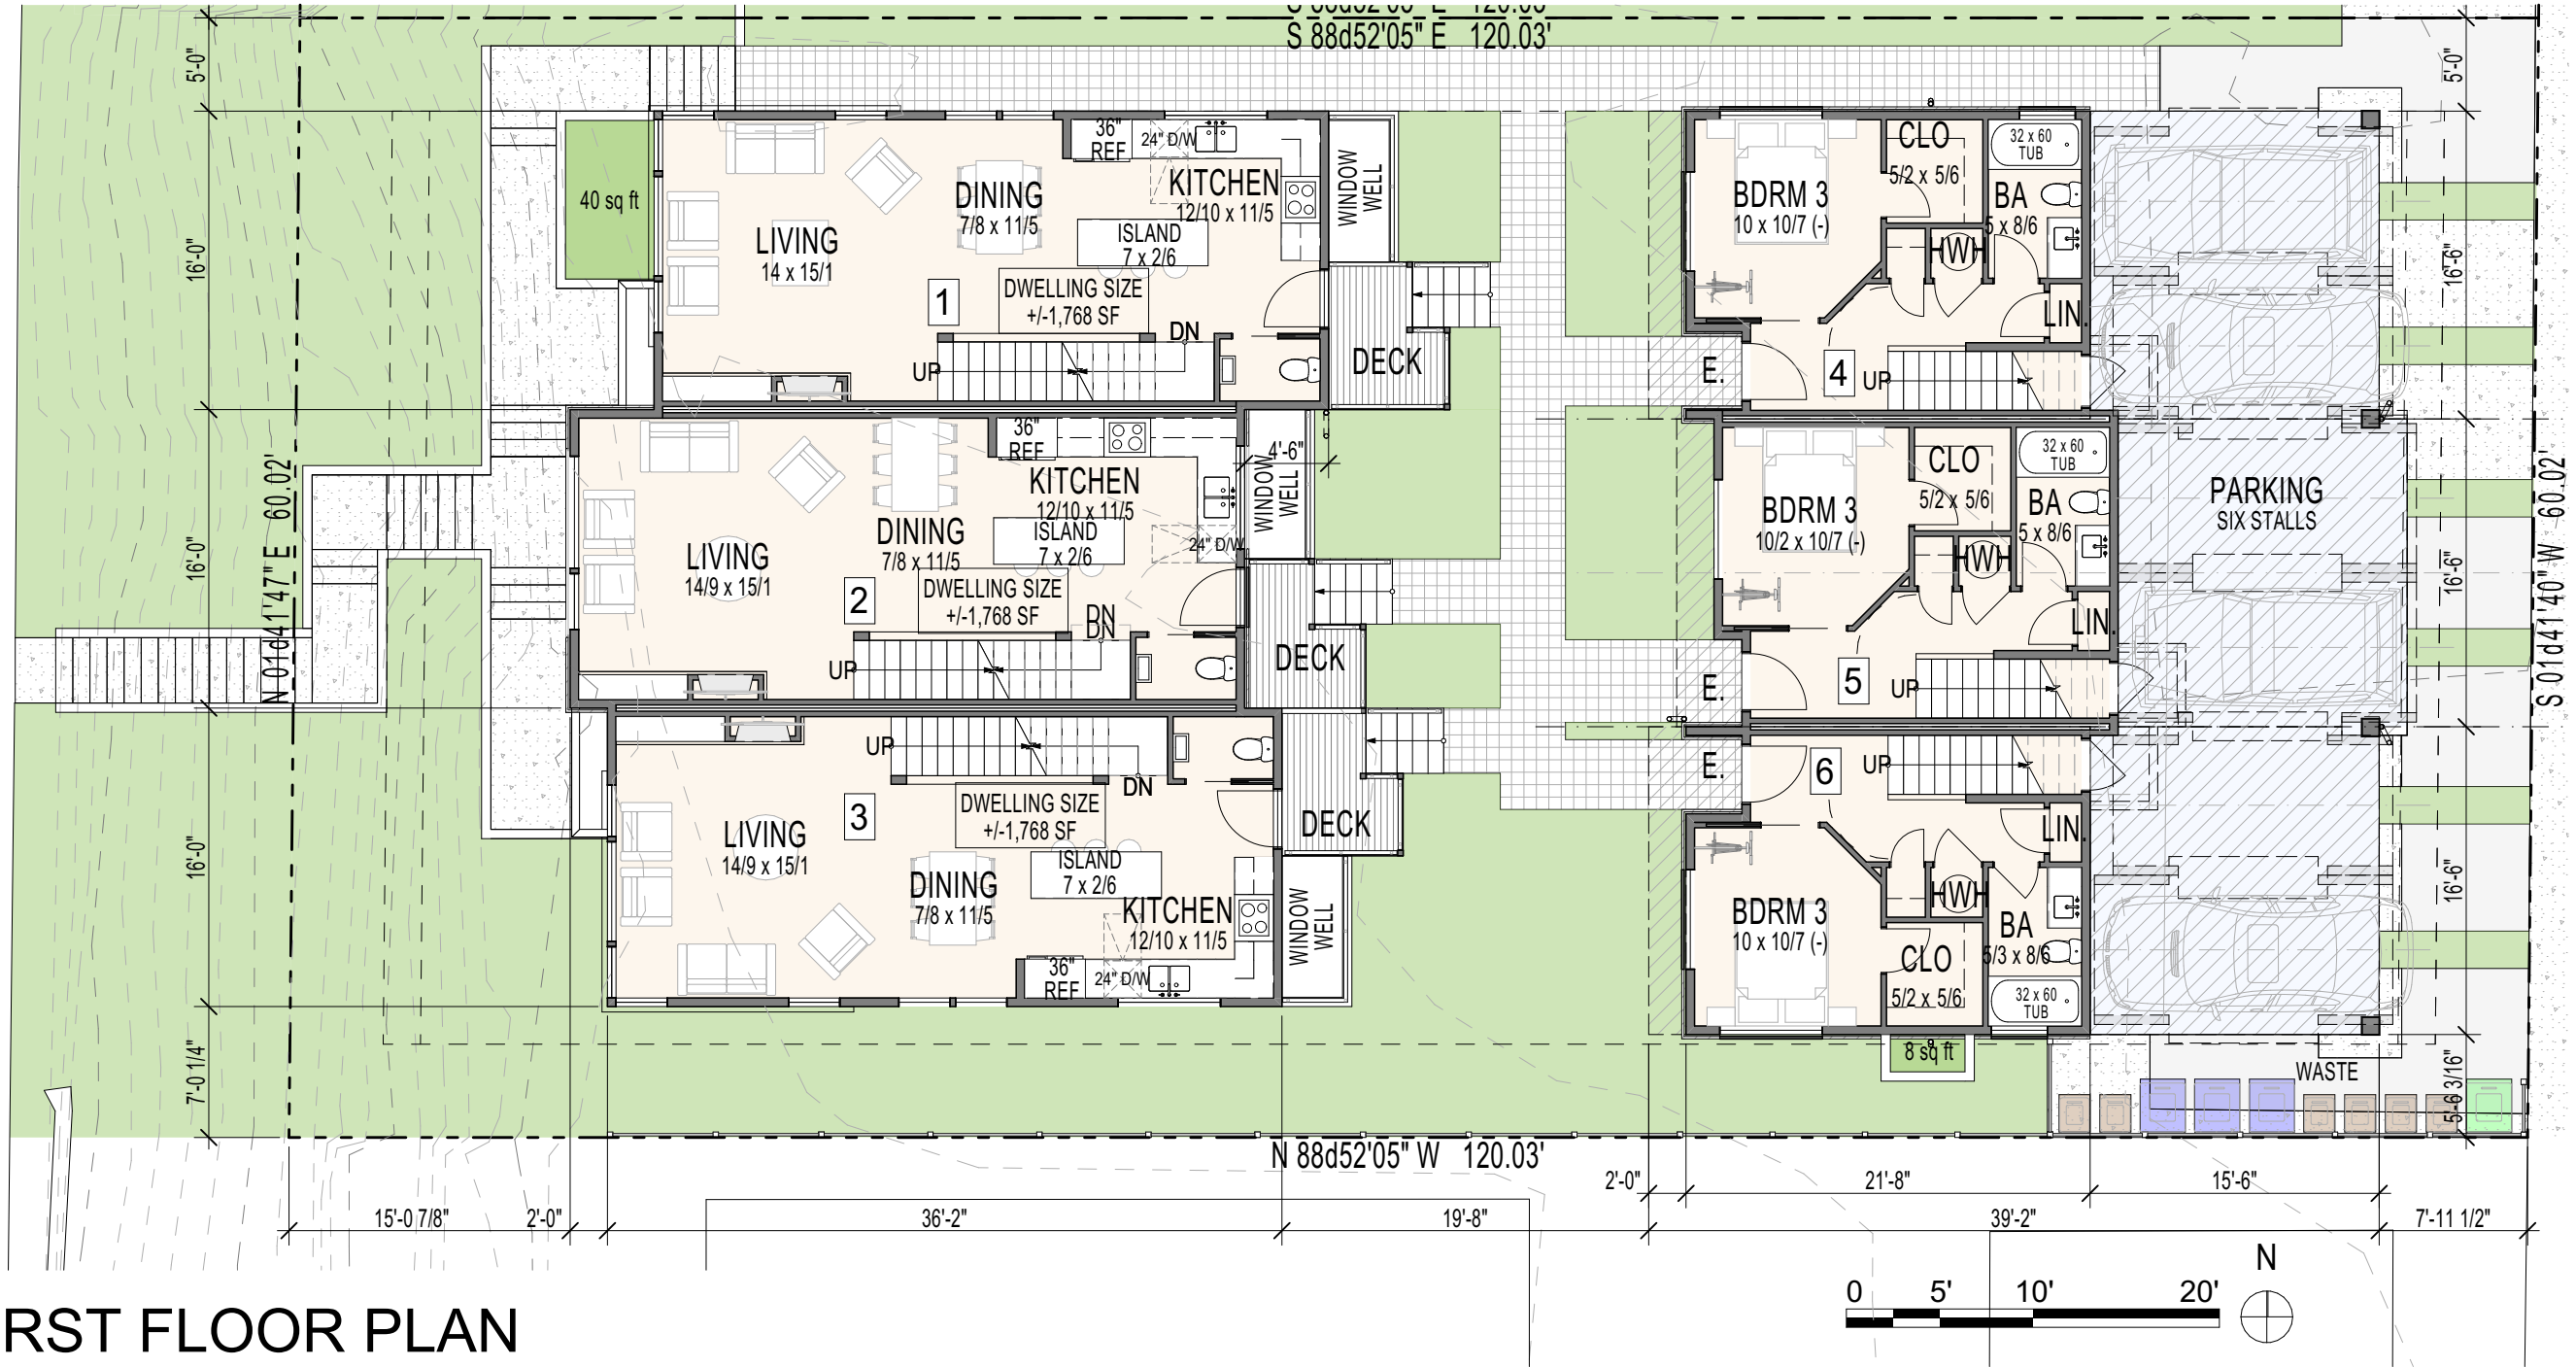 S 88d52'05" E 120.03'
5'-0"
5'-0"
16'-0"
16'-0"
16'-0"
7'-0 1/4"
N 01d41'47" E 60.02'
40 sq ft
LIVING
14 x 15/1
DINING
7/8 x 11/5
36"
REF
24" D/W
KITCHEN
12/10 x 11/5
ISLAND
7 x 2/6
1
DWELLING SIZE
+/-1,768 SF
DN
UP
WINDOW
WELL
DECK
36"
REF
KITCHEN
12/10 x 11/5
4'-6"
WINDOW
WELL
DINING
7/8 x 11/5
ISLAND
7 x 2/6
24" D/W
LIVING
14/9 x 15/1
2
DWELLING SIZE
+/-1,768 SF
DN
DN
UP
DECK
UP
DN
LIVING
14/9 x 15/1
3
DWELLING SIZE
+/-1,768 SF
DECK
ISLAND
7 x 2/6
DINING
7/8 x 11/5
KITCHEN
12/10 x 11/5
WINDOW
WELL
36"
REF
24" D/W
BDRM 3
10 x 10/7 (-)
CLO
5/2 x 5/6
32 x 60
TUB
BA
5 x 8/6
HWH
LIN.
E.
4
UP
BDRM 3
10/2 x 10/7 (-)
CLO
5/2 x 5/6
32 x 60
TUB
BA
5 x 8/6
HWH
LIN.
E.
5
UP
PARKING
SIX STALLS
E.
6
UP
LIN.
BDRM 3
10 x 10/7 (-)
HWH
CLO
5/2 x 5/6
BA
5/3 x 8/6
32 x 60
TUB
8 sq ft
WASTE
16'-6"
16'-6"
16'-6"
5'-6 3/16"
S 01d41'40" W 60.02'
N 88d52'05" W 120.03'
2'-0"
21'-8"
15'-6"
15'-0 7/8"
2'-0"
36'-2"
19'-8"
39'-2"
7'-11 1/2"
N
0 5' 10' 20'
RST FLOOR PLAN